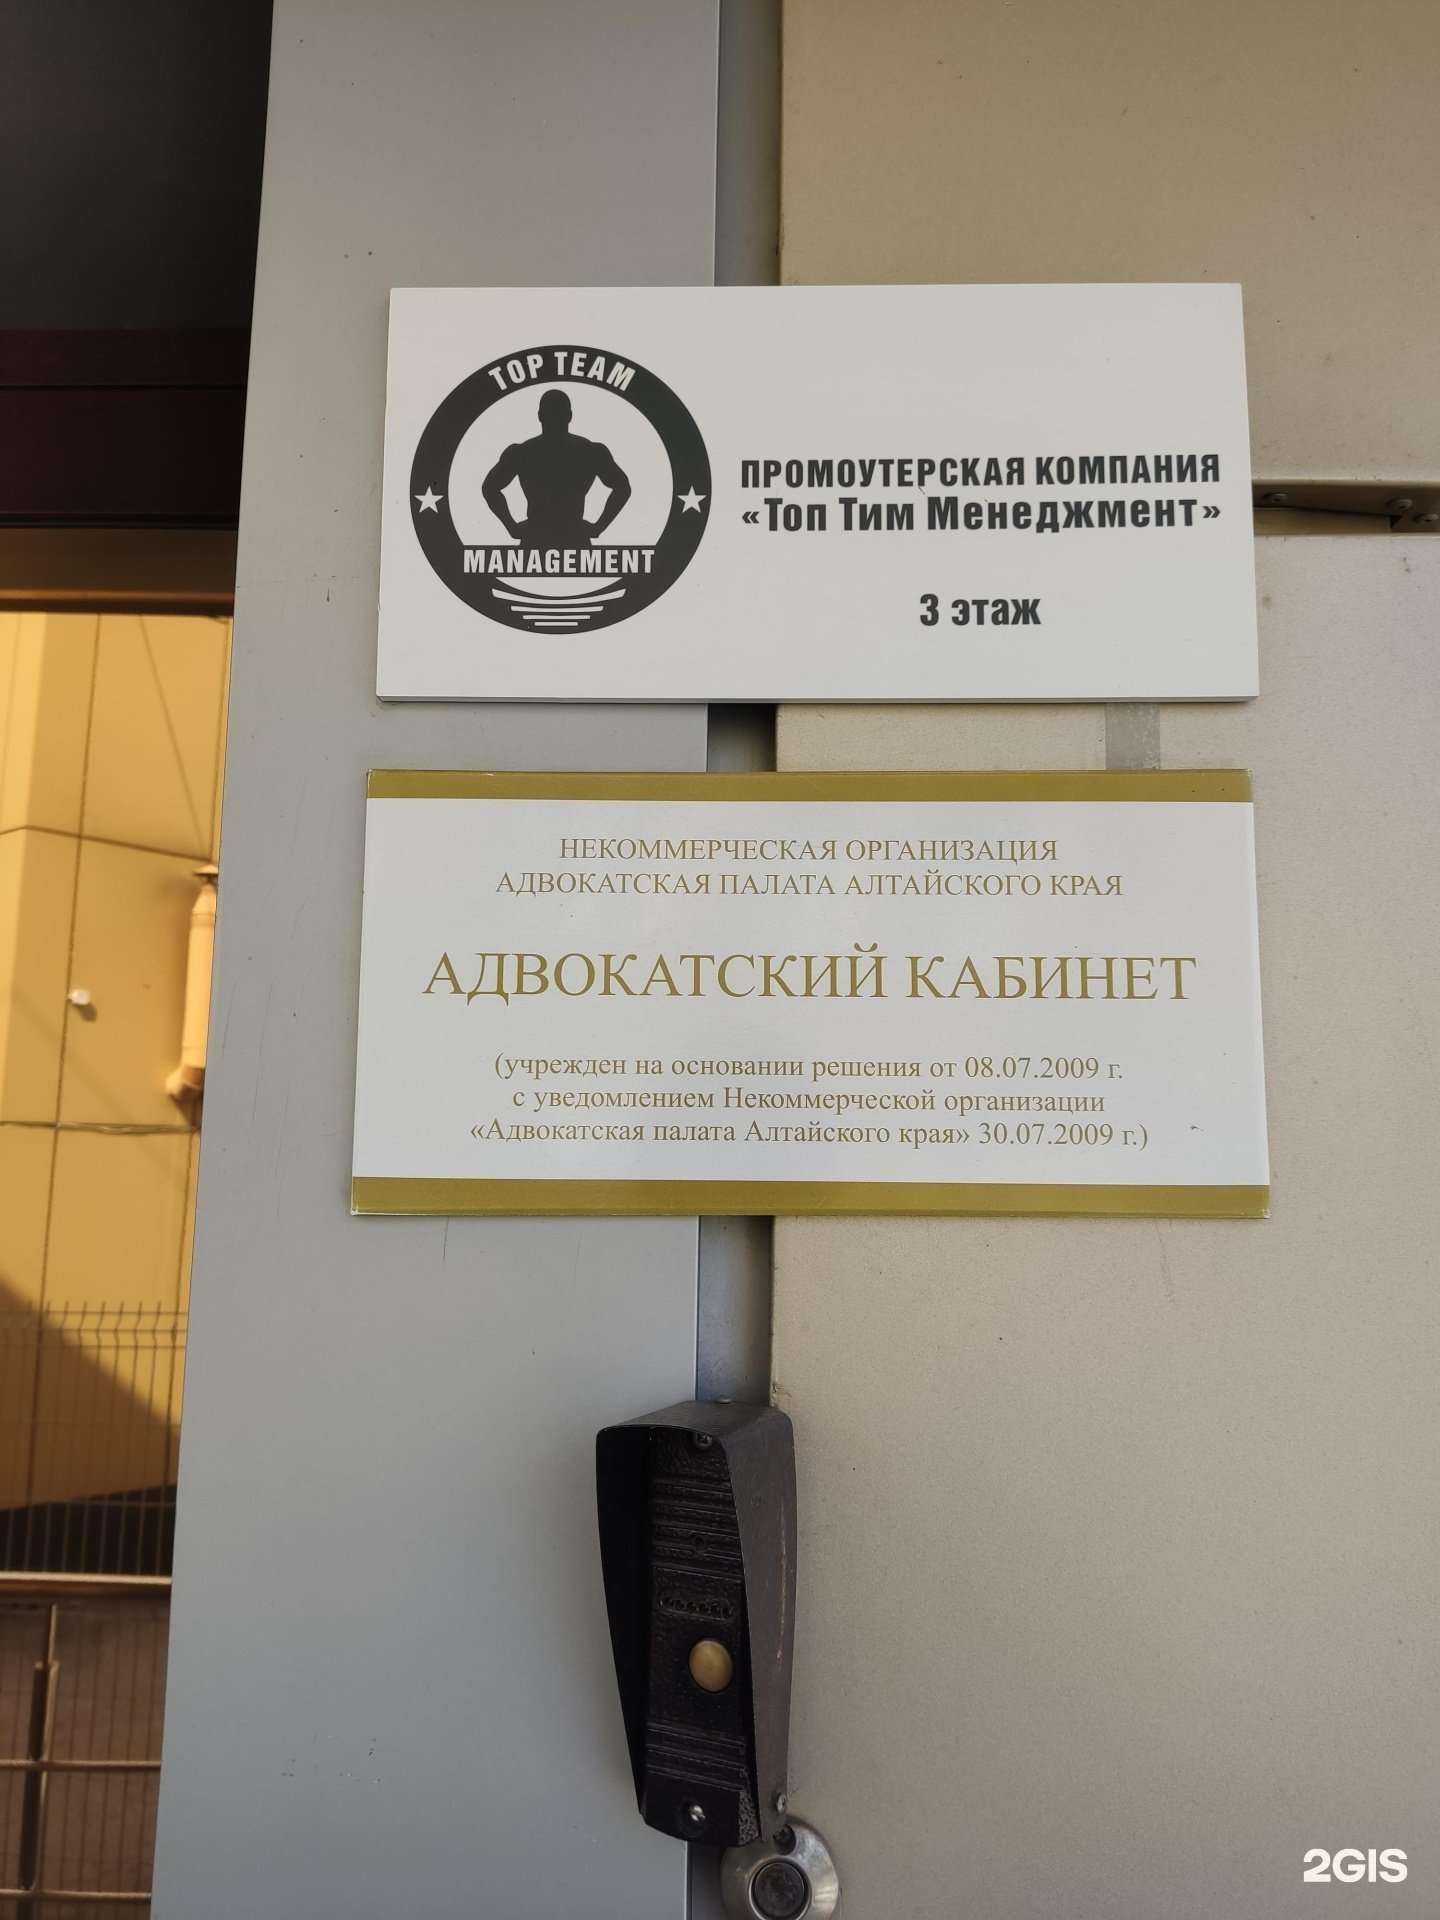 TOP TEAM
MANAGEMENT
ПРОМОУТЕРСКАЯ КОМПАНИЯ
«Топ Тим Менеджмент»
3 этаж
НЕКОММЕРЧЕСКАЯ ОРГАНИЗАЦИЯ
АДВОКАТСКАЯ ПАЛАТА АЛТАЙСКОГО КРАЯ
АДВОКАТСКИЙ КАБИНЕТ
(учрежден на основании решения от 08.07.2009 г.
с уведомлением Некоммерческой организации
«Адвокатская палата Алтайского края» 30.07.2009 г.)
2GIS